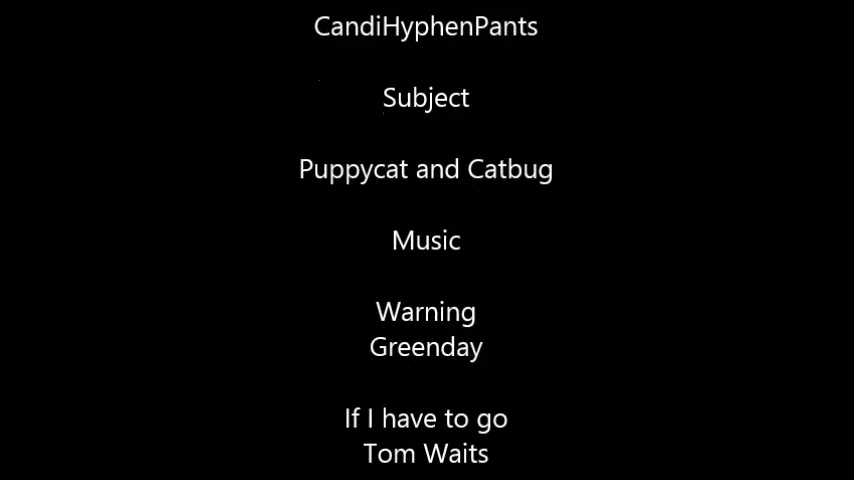 CandiHyphenPants
Subject
Puppycat and Catbug
Music
Warning
Greenday
If I have to go
Tom Waits